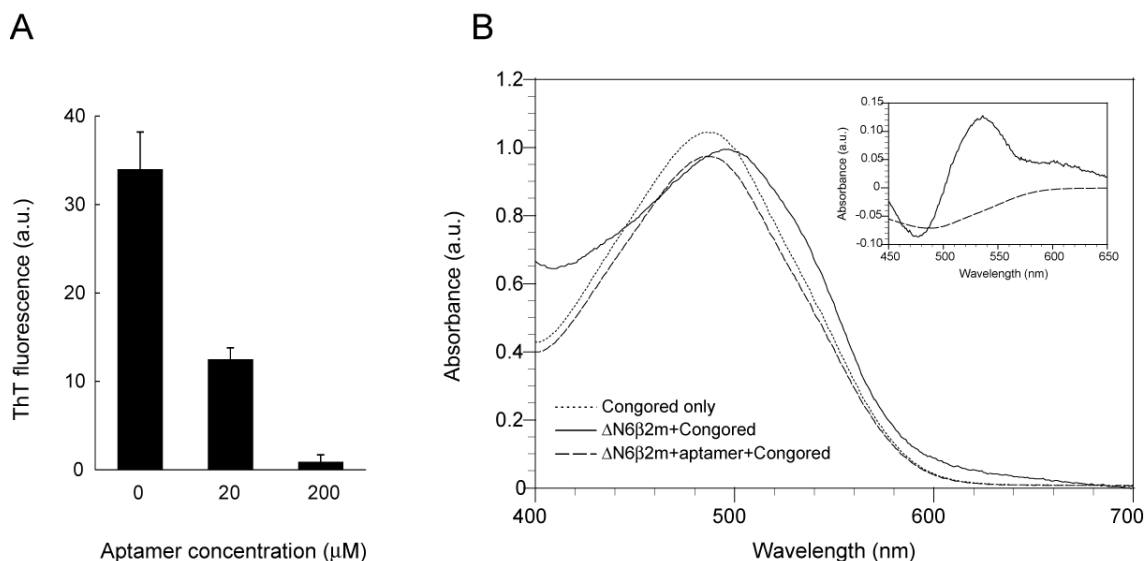 A
ThT fluorescence (a.u.)
40
30
20
10
0
0 20 200
Aptamer concentration (μM)
B
Absorbance (a.u.)
1.2
1.0
0.8
0.6
0.4
0.2
0
400 500 600 700
Wavelength (nm)
Congored only
ΔN6β2m+Congored
ΔN6β2m+aptamer+Congored
Absorbance (a.u.)
0.15
0.10
0.05
0
-0.05
-0.10
450 500 550 600 650
Wavelength (nm)